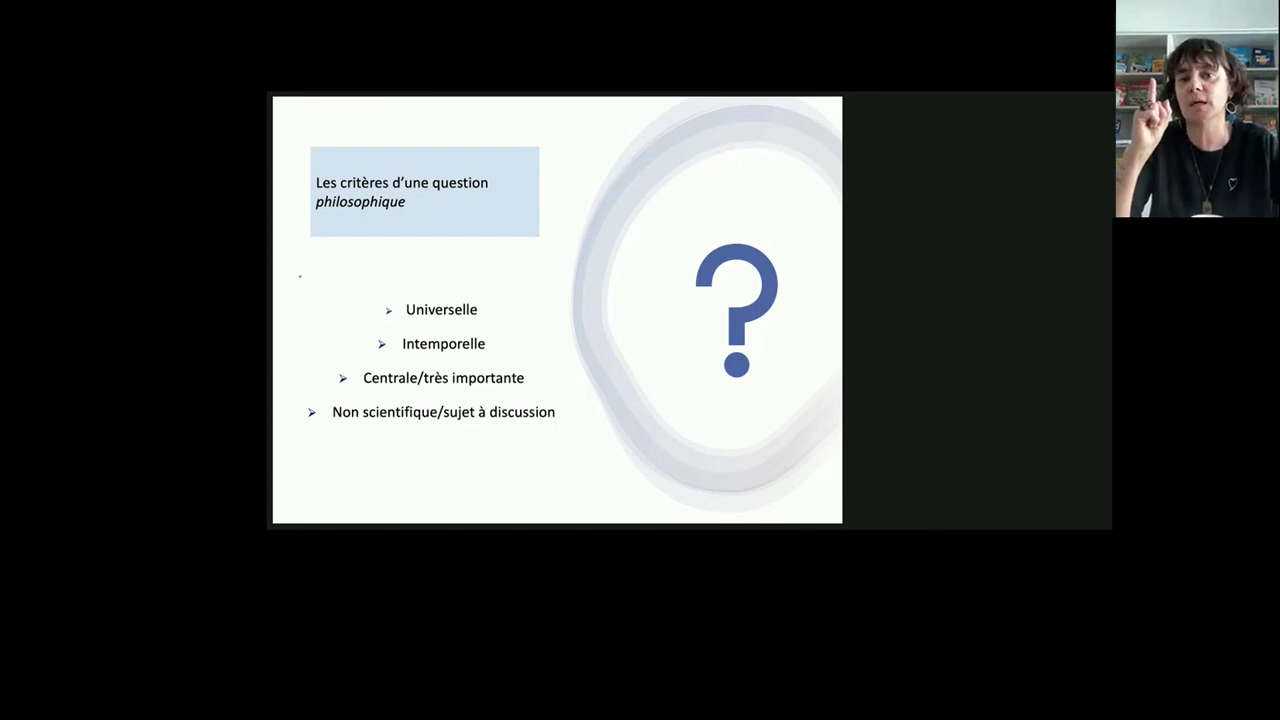 Les critères d’une question
philosophique
Universelle
Intemporelle
Centrale/très importante
Non scientifique/sujet à discussion
?